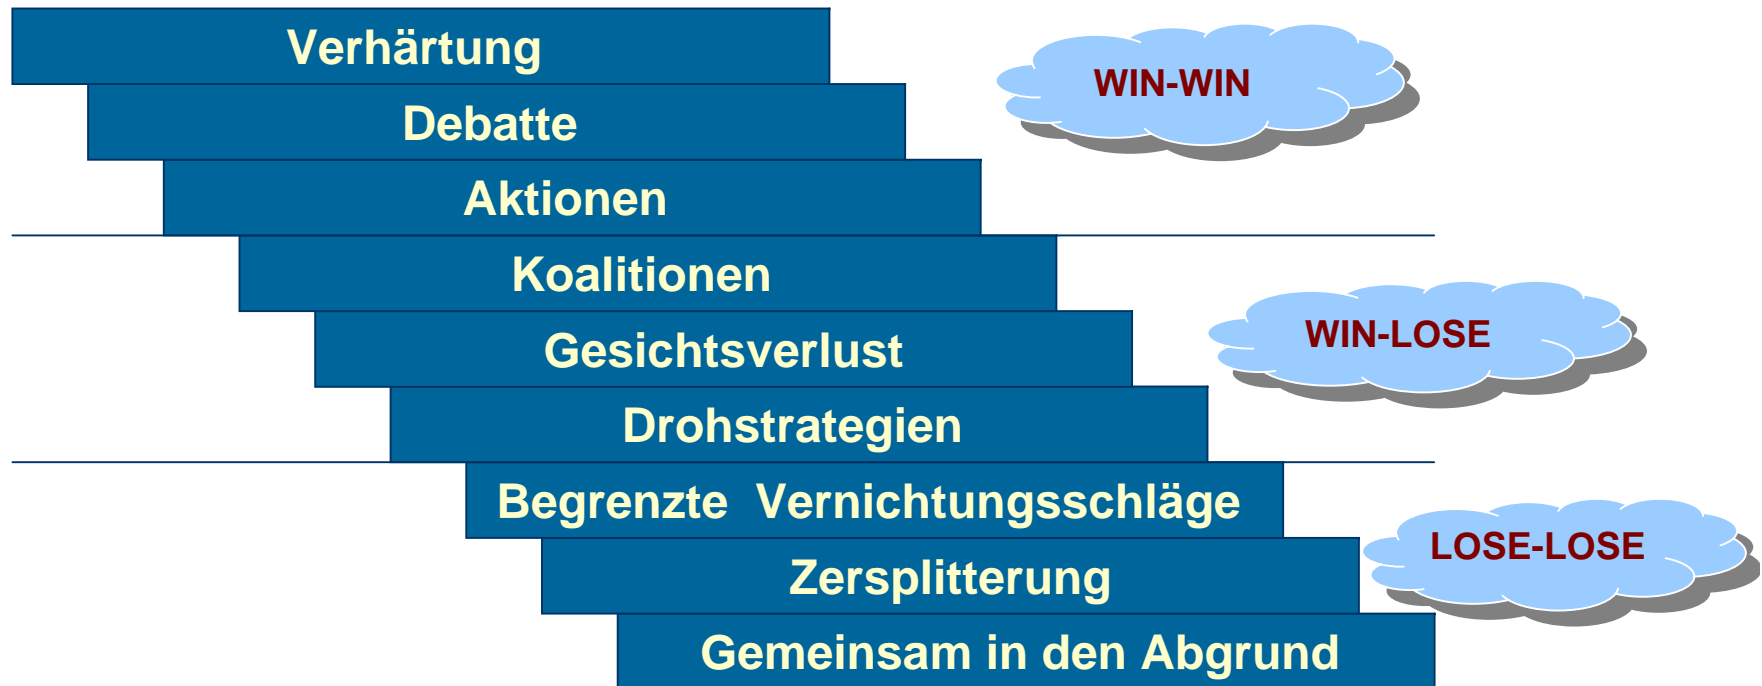 Verhärtung
WIN-WIN
Debatte
Aktionen
Koalitionen
WIN-LOSE
Gesichtsverlust
Drohstrategien
Begrenzte  Vernichtungsschläge
LOSE-LOSE
Zersplitterung
Gemeinsam in den Abgrund